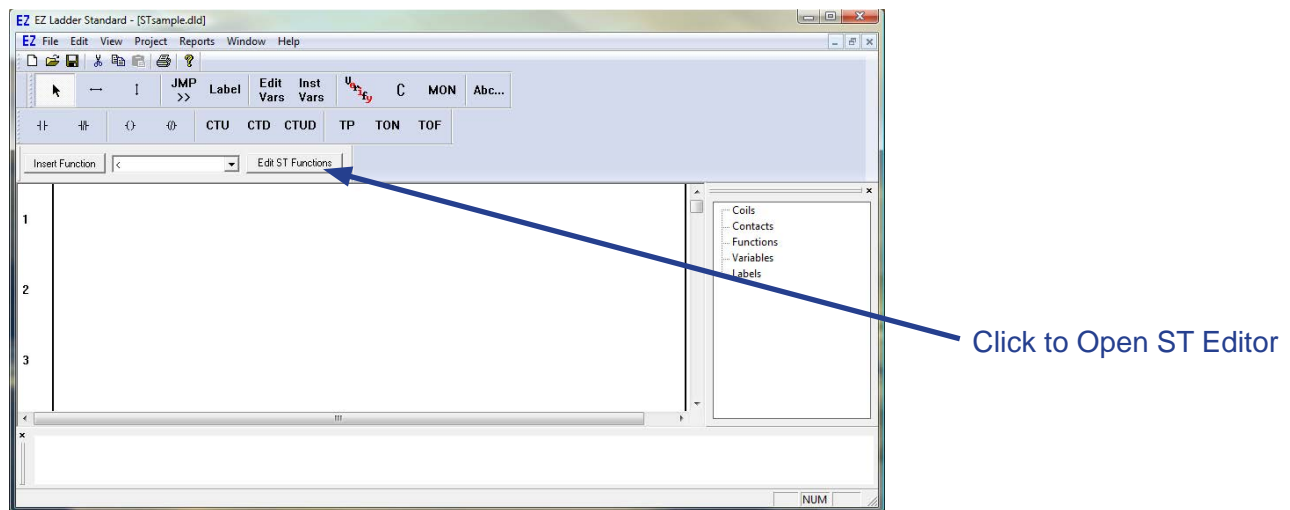 EZ EZ Ladder Standard - [STsample.dld]
EZ File Edit View Project Reports Window Help
JMP >> Label Edit Vars Inst Vars Verify C MON Abc...
CTU CTD CTUD TP TON TOF
Insert Function < Edit ST Functions
1
2
3
Coils
Contacts
Functions
Variables
Labels
Click to Open ST Editor
NUM